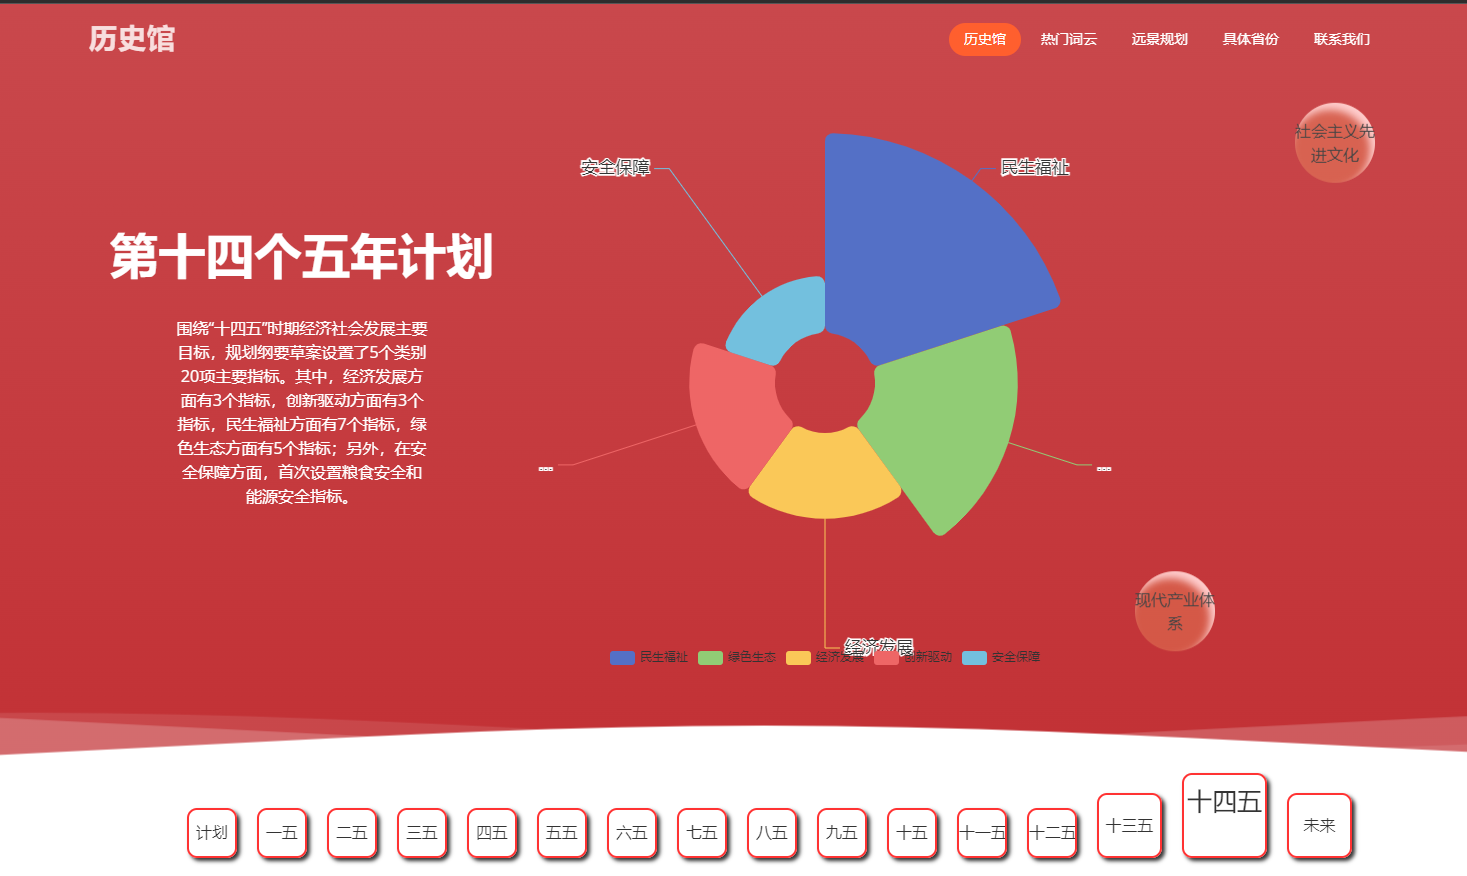 历史馆
历史馆
热门词云
远景规划
具体省份
联系我们
社会主义先
进文化
安全保障
民生福祉
第十四个五年计划
围绕“十四五”时期经济社会发展主要
目标，规划纲要草案设置了5个类别
20项主要指标。其中，经济发展方
面有3个指标，创新驱动方面有3个
指标，民生福祉方面有7个指标，绿
色生态方面有5个指标；另外，在安
全保障方面，首次设置粮食安全和
能源安全指标。
...
...
现代产业体
系
经济发展
民生福祉
绿色生态
经济发展
创新驱动
安全保障
计划
一五
二五
三五
四五
五五
六五
七五
八五
九五
十五
十一五
十二五
十三五
十四五
未来